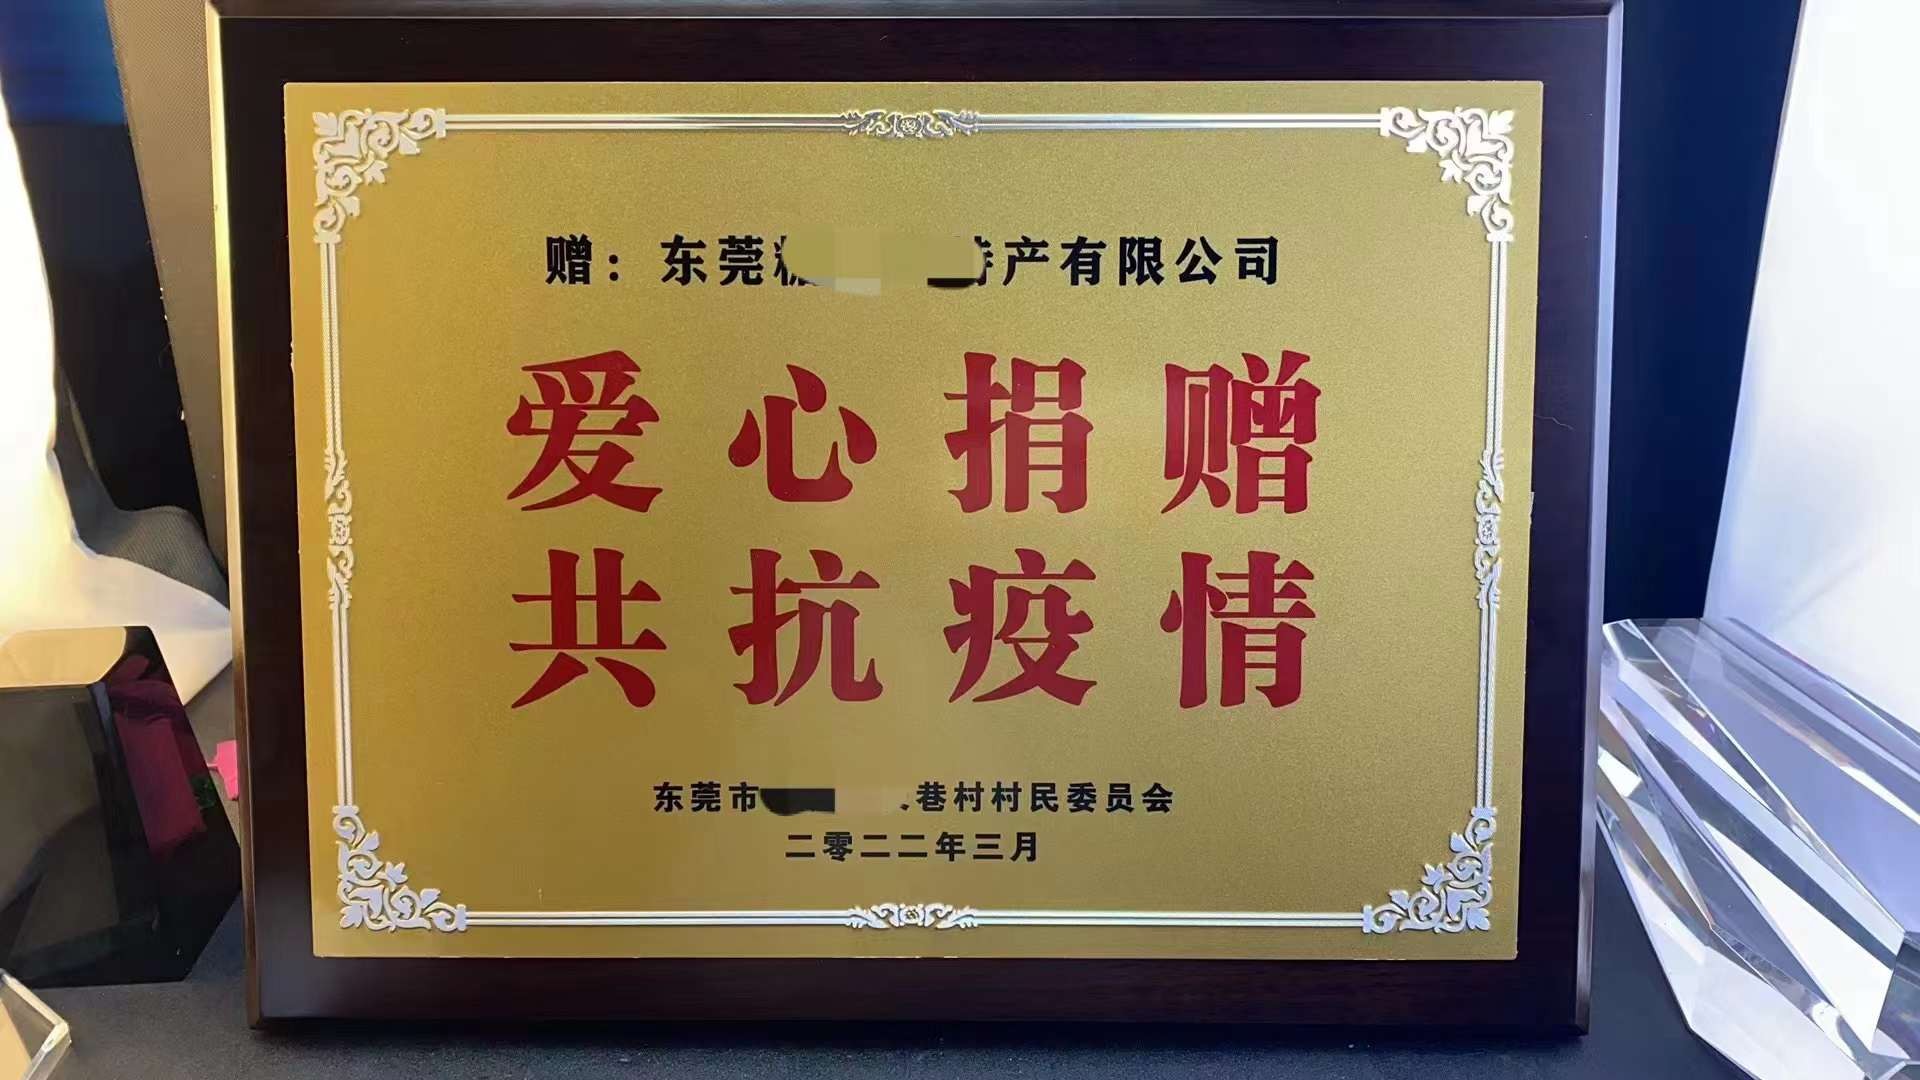 赠：东莞 产有限公司
爱心捐赠
共抗疫情
东莞市 巷村村民委员会
二零二二年三月